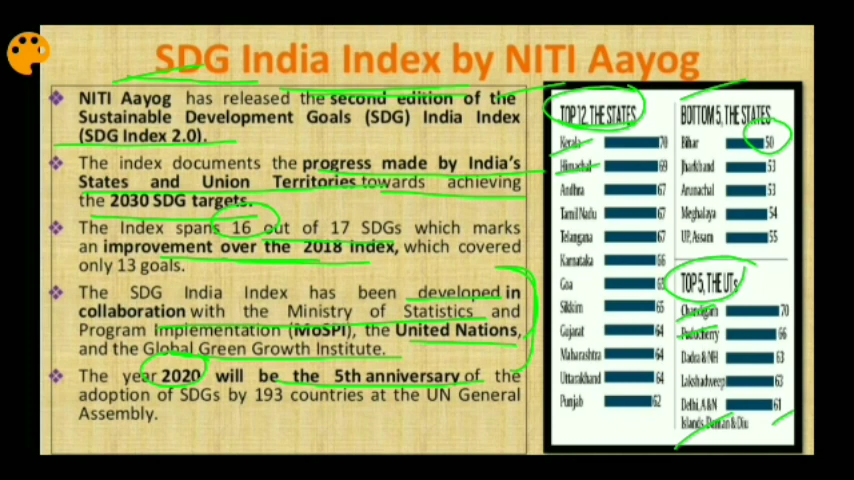 SDG India Index by NITI Aayog
NITI Aayog has released the second edition of the
Sustainable Development Goals (SDG) India Index
(SDG Index 2.0).
The index documents the progress made by India's
States and Union Territories towards achieving
the 2030 SDG targets.
The Index spans 16 out of 17 SDGs which marks
an improvement over the 2018 index, which covered
only 13 goals.
The SDG India Index has been developed in
collaboration with the Ministry of Statistics and
Program Implementation (MoSPI), the United Nations,
and the Global Green Growth Institute.
The year 2020 will be the 5th anniversary of the
adoption of SDGs by 193 countries at the UN General
Assembly.
TOP 12, THE STATES
Kerala 70
Himachal 69
Andhra 67
Tamil Nadu 67
Telangana 67
Karnataka 66
Goa
Sikkim 65
Gujarat 64
Maharashtra 64
Uttarakhand 64
Punjab 62
BOTTOM 5, THE STATES
Bihar 50
Jharkhand 53
Arunachal 53
Meghalaya 54
UP, Assam 55
TOP 5, THE UTs
Chandigarh 70
Puducherry 66
Dadra & NH 63
Lakshadweep 63
Delhi, A&N 61
Islands, Daman & Diu